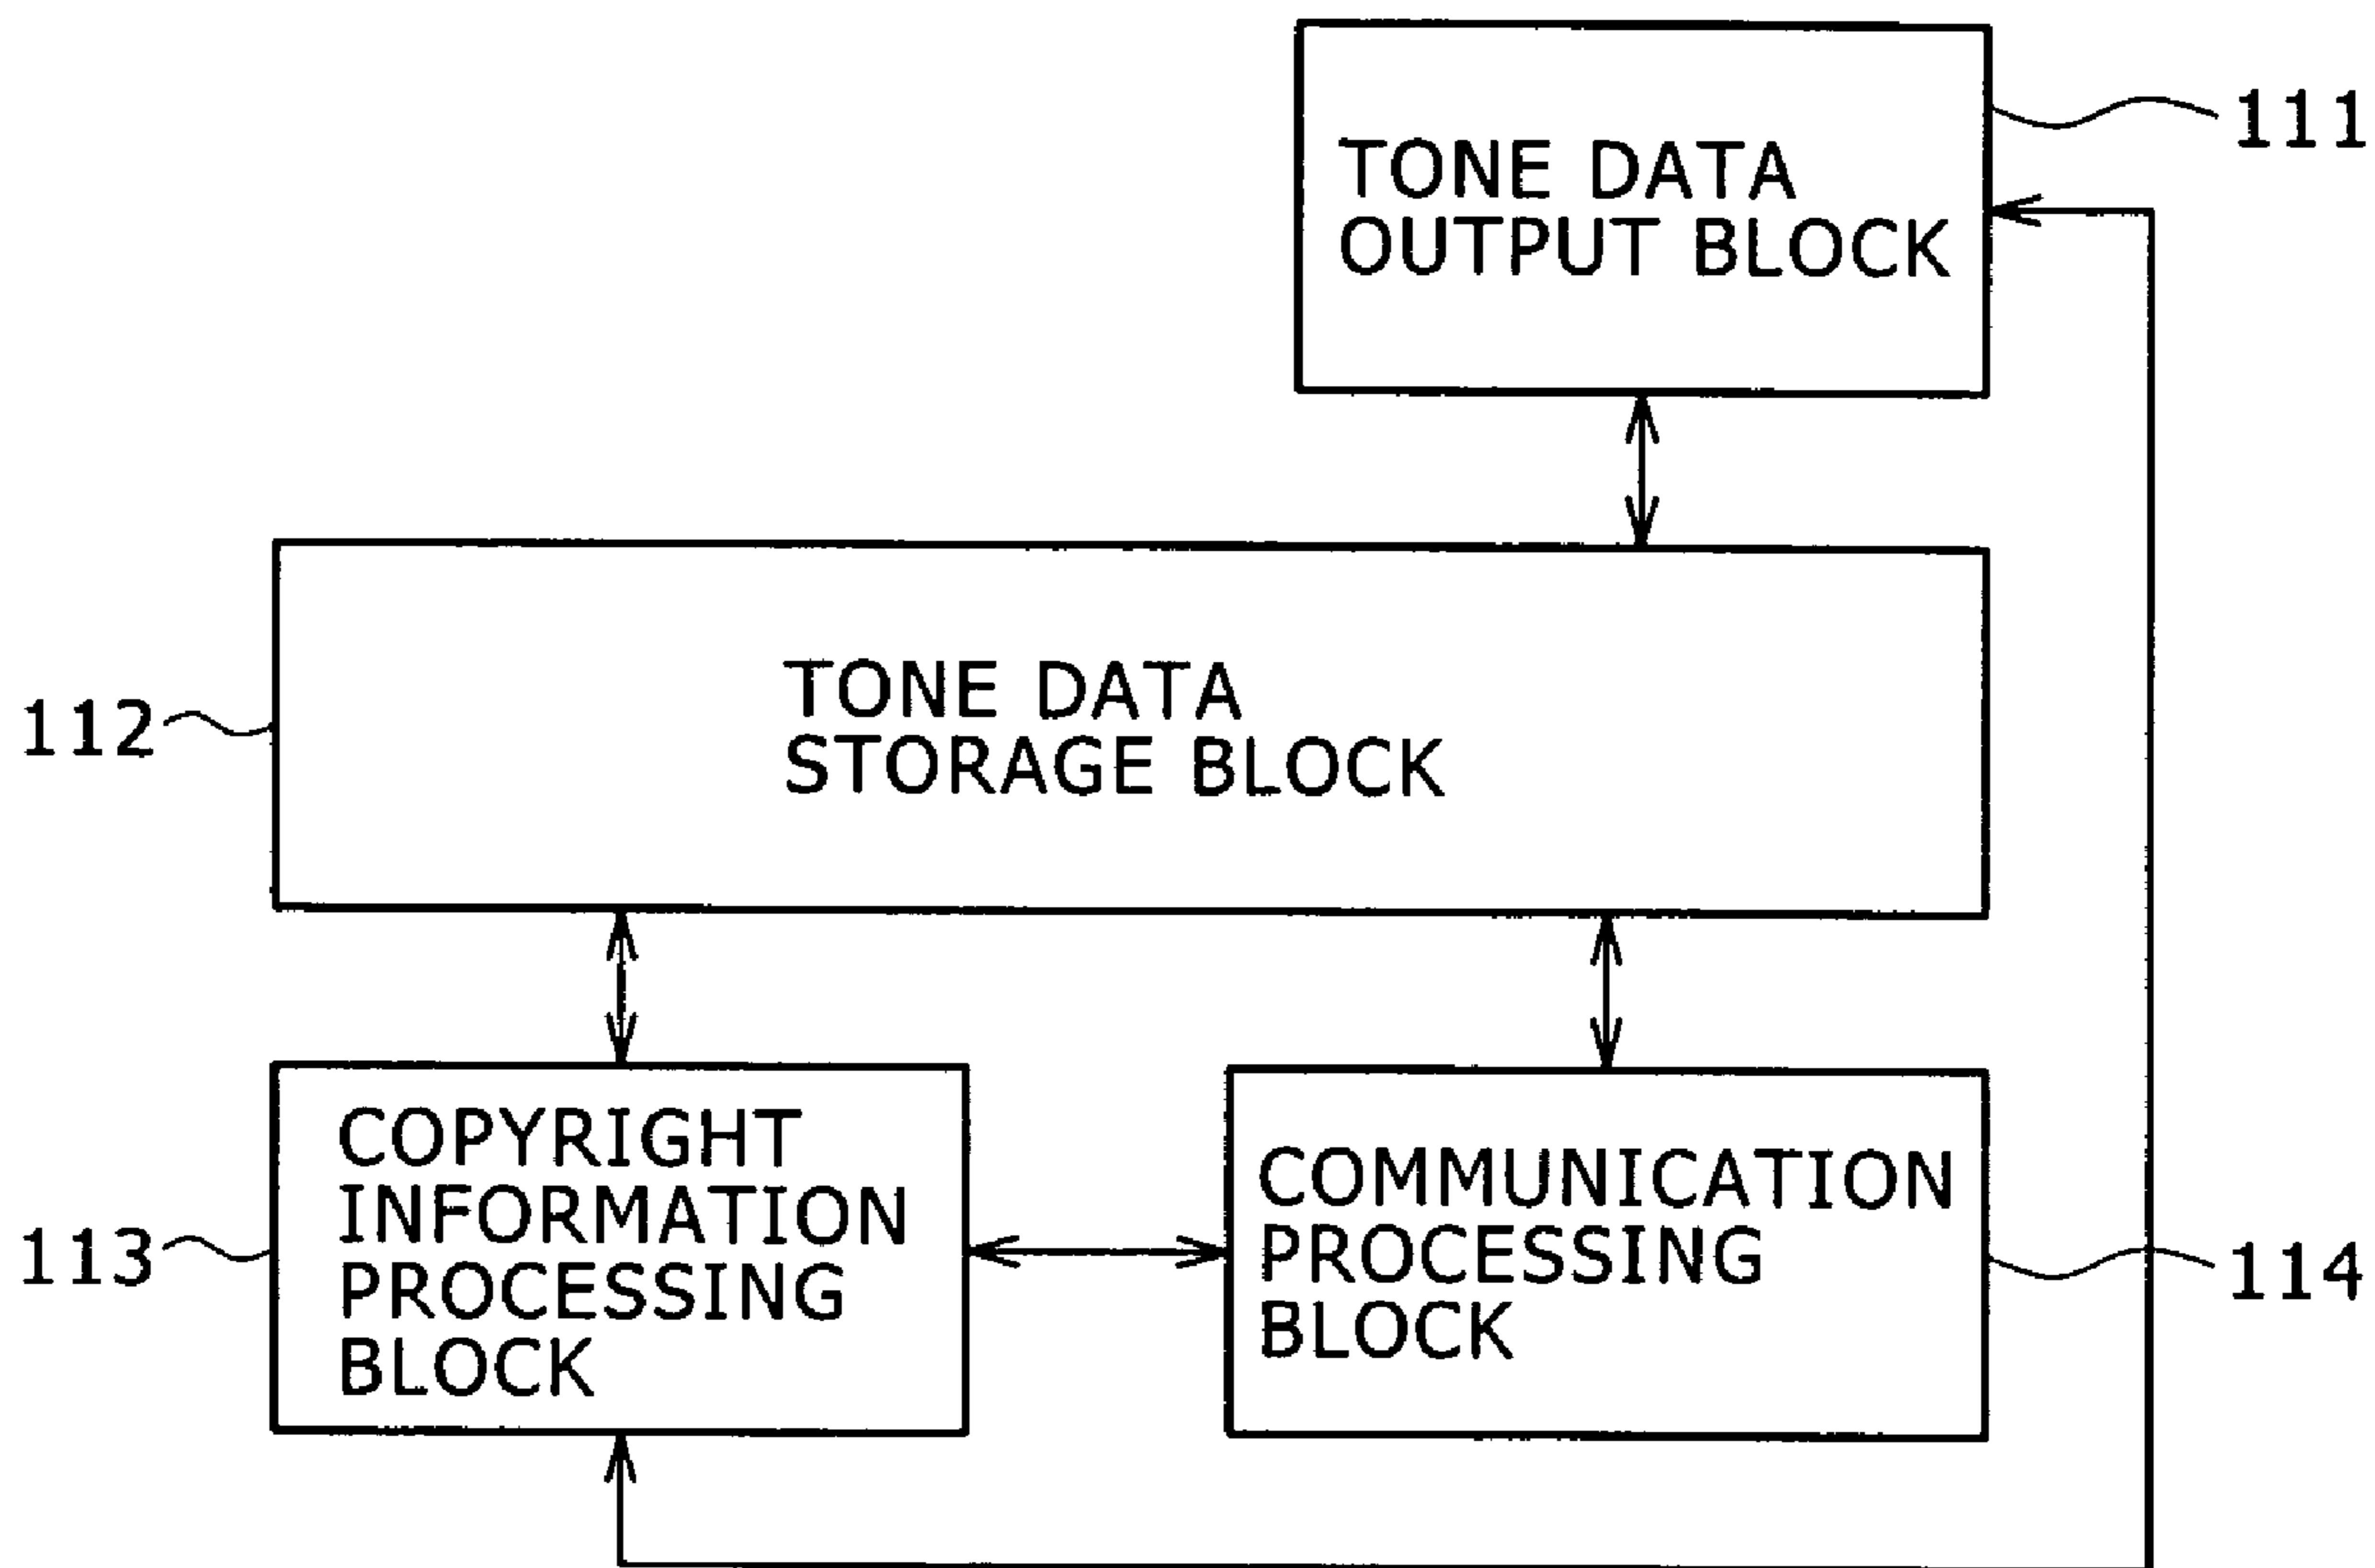 TONE DATA
OUTPUT BLOCK
111
TONE DATA
STORAGE BLOCK
112
COPYRIGHT
INFORMATION
PROCESSING
BLOCK
113
COMMUNICATION
PROCESSING
BLOCK
114